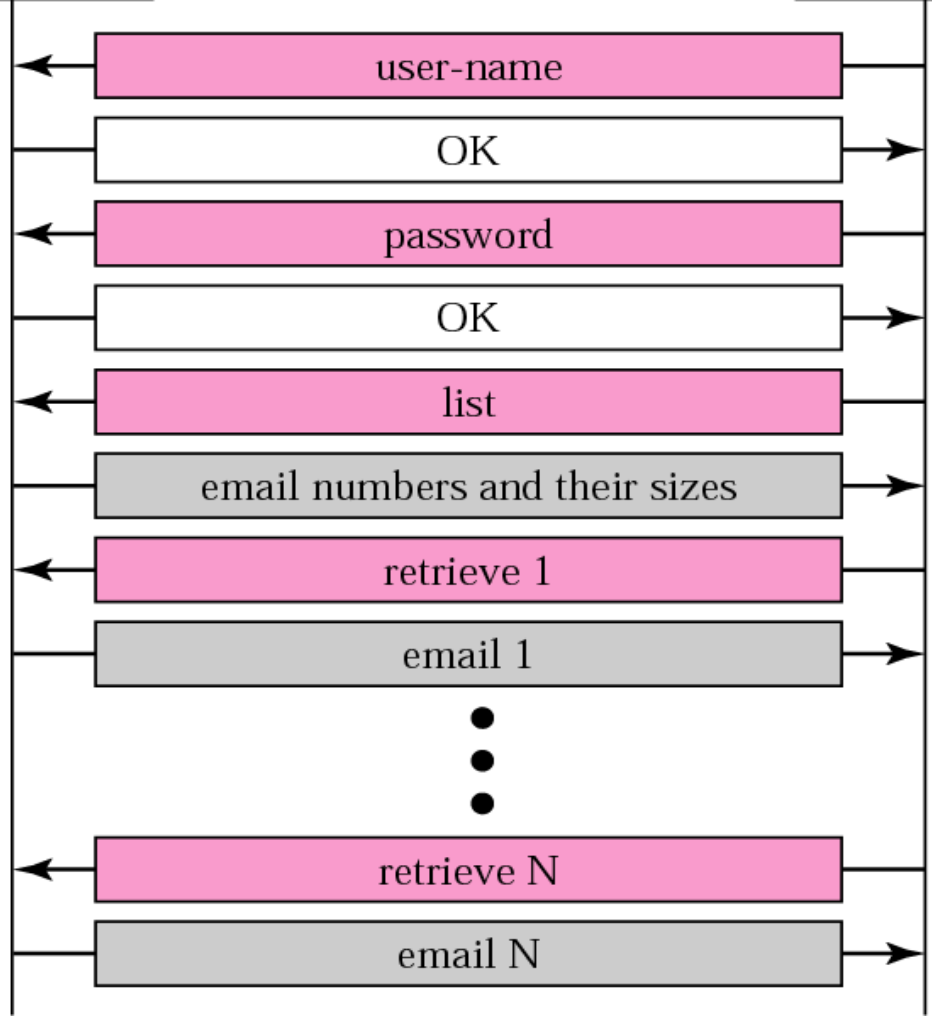 user-name
OK
password
OK
list
email numbers and their sizes
retrieve 1
email 1
retrieve N
email N